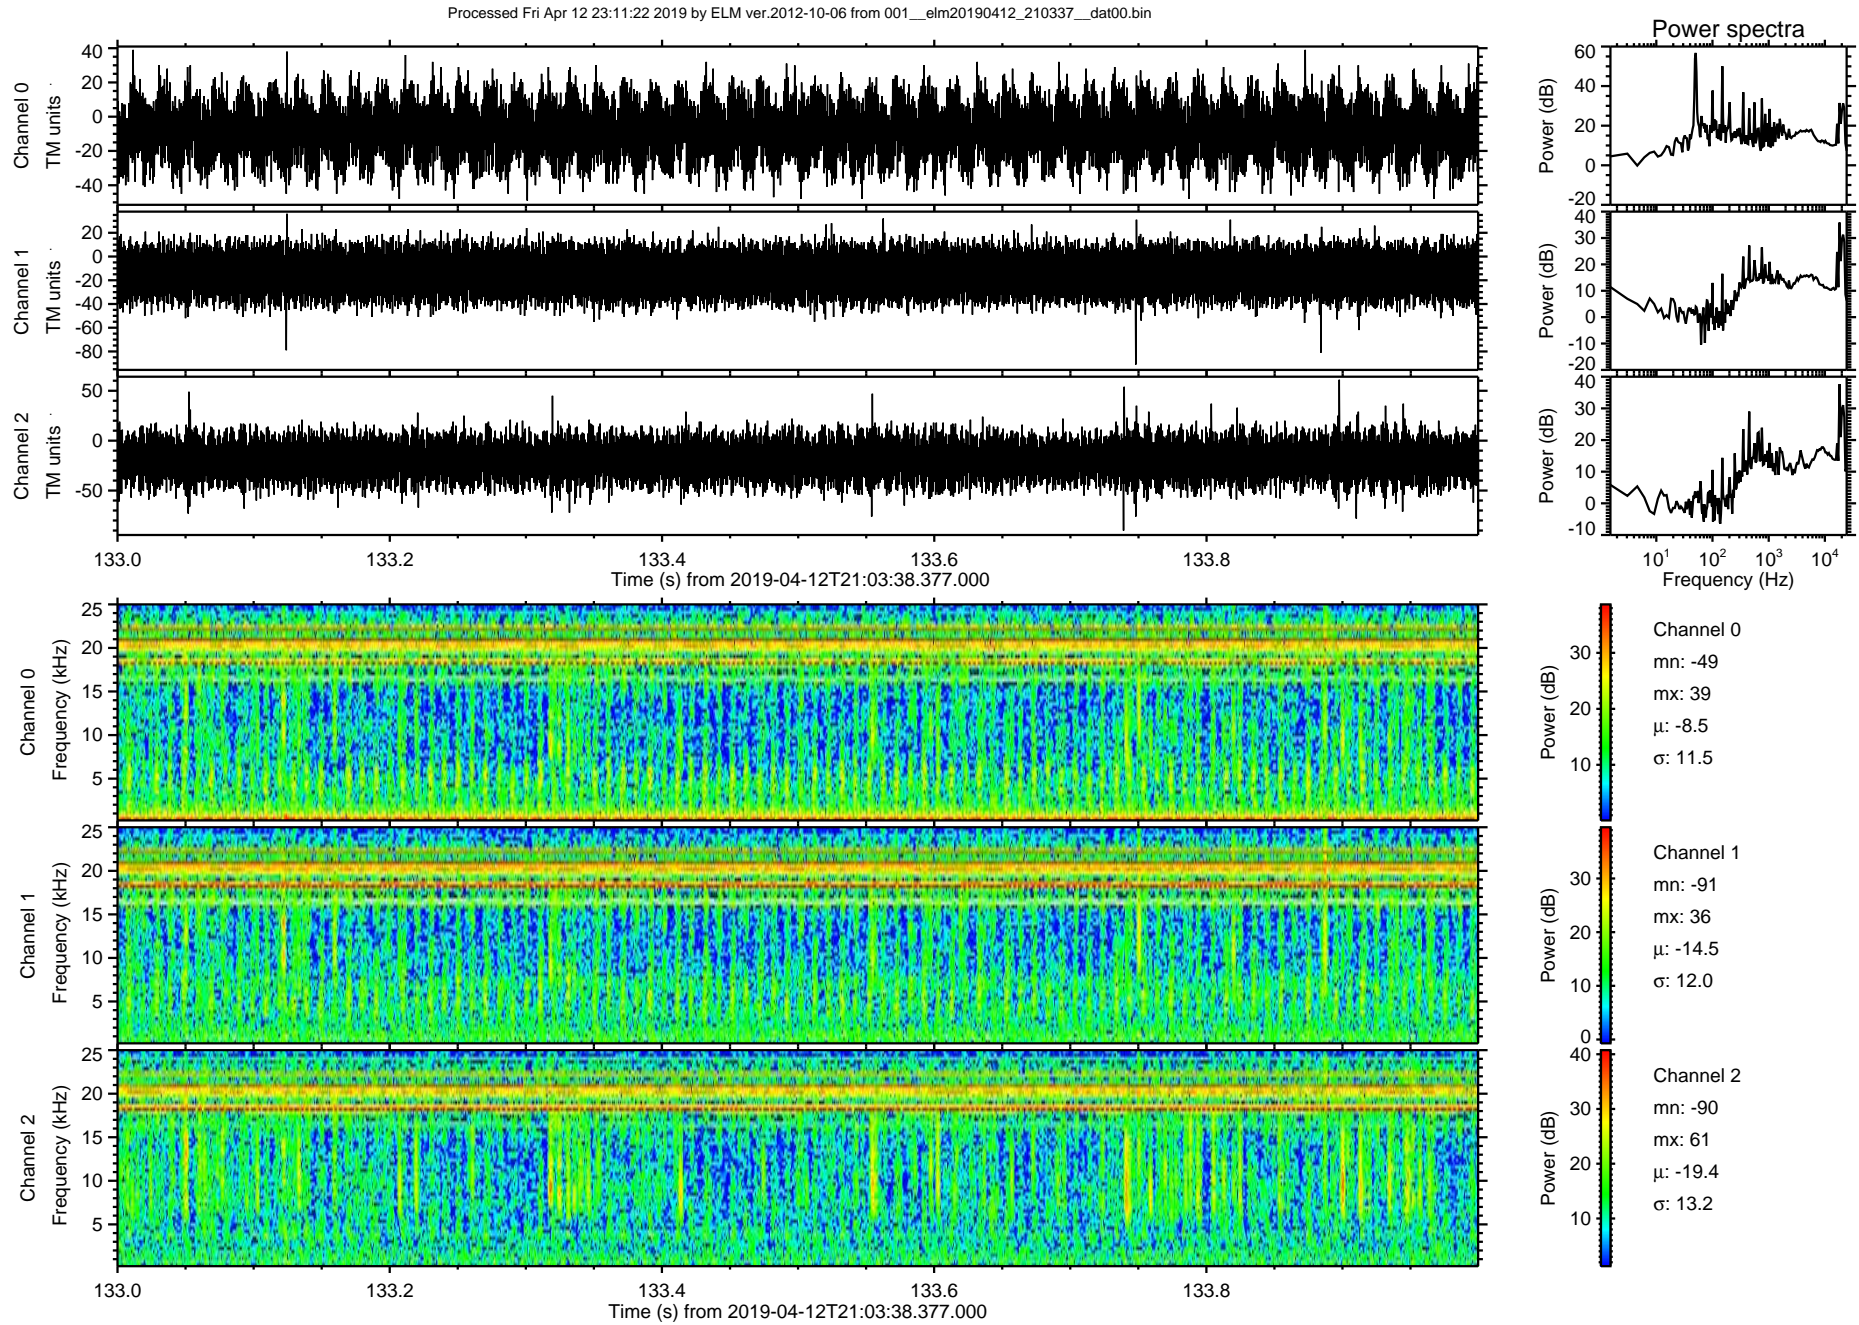 Processed Fri Apr 12 23:11:22 2019 by ELM ver.2012-10-06 from 001__elm20190412_210337__dat00.bin
Power spectra
Channel 0
TM units
40
20
0
-20
-40
Power (dB)
60
40
20
0
-20
Channel 1
TM units
20
0
-20
-40
-60
-80
Power (dB)
40
30
20
10
0
-10
-20
Channel 2
TM units
50
0
-50
Power (dB)
40
30
20
10
0
-10
133.0 133.2 133.4 133.6 133.8
Time (s) from 2019-04-12T21:03:38.377.000
10^1 10^2 10^3 10^4
Frequency (Hz)
Channel 0
Frequency (kHz)
25
20
15
10
5
Power (dB)
30
20
10
Channel 0
mn: -49
mx: 39
μ: -8.5
σ: 11.5
Channel 1
Frequency (kHz)
25
20
15
10
5
Power (dB)
30
20
10
0
Channel 1
mn: -91
mx: 36
μ: -14.5
σ: 12.0
Channel 2
Frequency (kHz)
25
20
15
10
5
Power (dB)
40
30
20
10
Channel 2
mn: -90
mx: 61
μ: -19.4
σ: 13.2
133.0 133.2 133.4 133.6 133.8
Time (s) from 2019-04-12T21:03:38.377.000